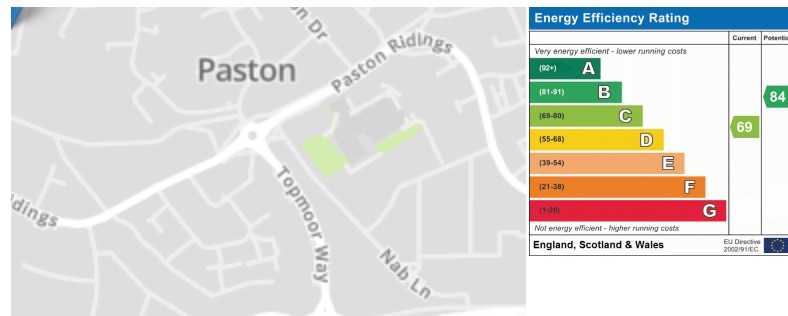 n Dr
Paston
Paston Ridings
dings
Topmoor Way
Nab Ln
Energy Efficiency Rating
Current Potentia
Very energy efficient - lower running costs
(92+) A
(81-91) B
84
(69-80) C
69
(55-68) D
(39-54) E
(21-38) F
(1-20) G
Not energy efficient - higher running costs
England, Scotland & Wales
EU Directive
2002/91/EC